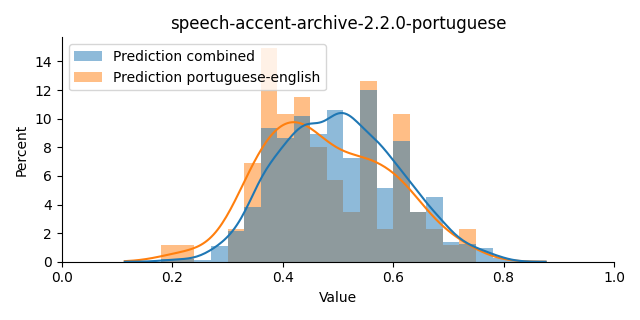 speech-accent-archive-2.2.0-portuguese
Prediction combined
Prediction portuguese-english
Percent
14
12
10
8
6
4
2
0
0.0 0.2 0.4 0.6 0.8 1.0
Value